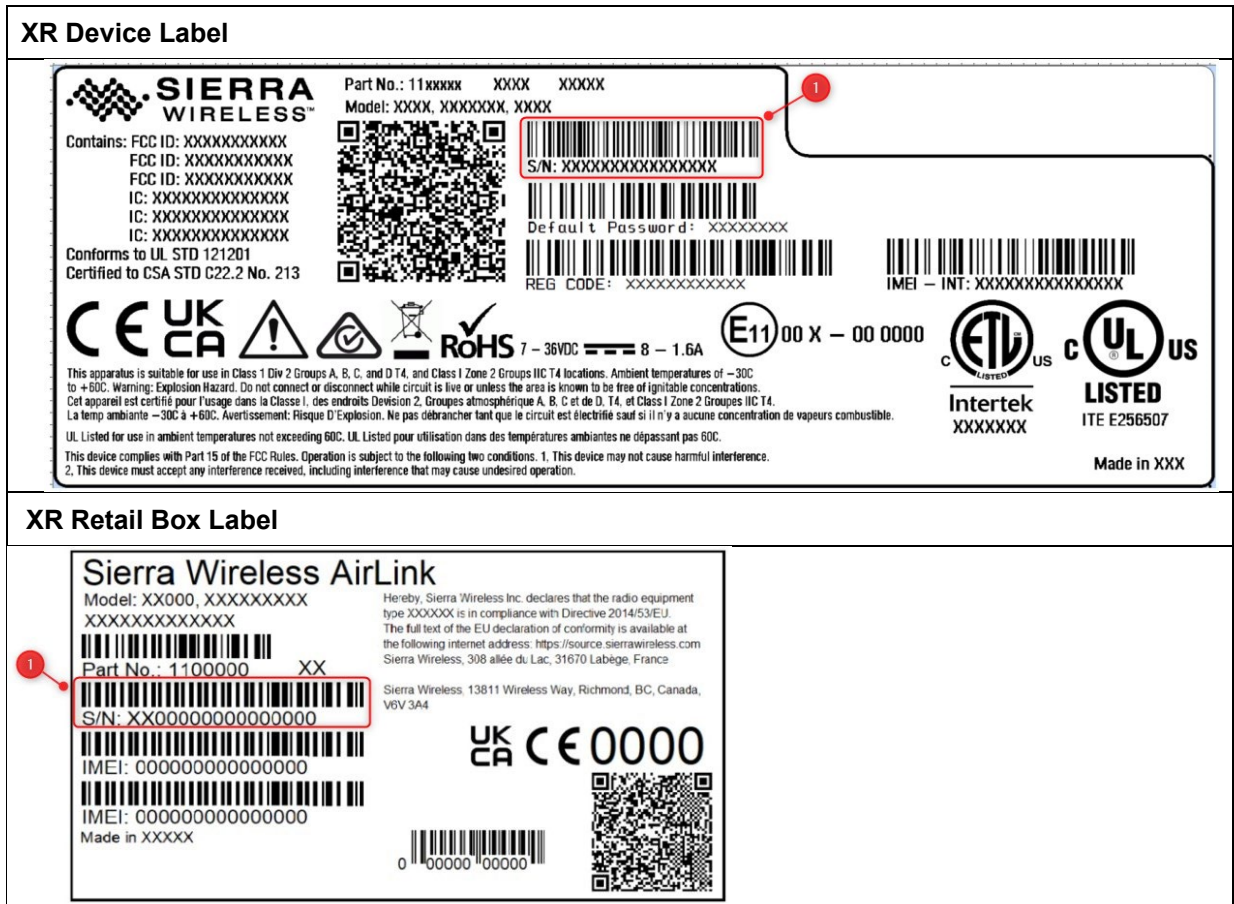 XR Device Label
SIERRA
WIRELESS™
Part No.: 11xxxxx XXXX XXXXX
Model: XXXX, XXXXXXX, XXXX
1
Contains: FCC ID: XXXXXXXXXXX
FCC ID: XXXXXXXXXXX
FCC ID: XXXXXXXXXXX
IC: XXXXXXXXXXXXXX
IC: XXXXXXXXXXXXXX
IC: XXXXXXXXXXXXXX
Conforms to UL STD 121201
Certified to CSA STD C22.2 No. 213
S/N: XXXXXXXXXXXXXXXX
Default Password: XXXXXXXX
REG CODE: XXXXXXXXXXXX
IMEI – INT: XXXXXXXXXXXXXXX
CE UK CA
RoHS
7 – 36VDC 8 – 1.6A
E11 00 X – 00 0000
C ETL US
LISTED
Intertek
XXXXXXX
C UL US
LISTED
ITE E256507
This apparatus is suitable for use in Class 1 Div 2 Groups A, B, C, and D T4, and Class I Zone 2 Groups IIC T4 locations. Ambient temperatures of –30C
to +60C. Warning: Explosion Hazard. Do not connect or disconnect while circuit is live or unless the area is known to be free of ignitable concentrations.
Cet appareil est certifié pour l'usage dans la Classe I, des endroits Devision 2, Groupes atmosphérique A, B, C et de D, T4, et Class I Zone 2 Groupes IIC T4.
La temp ambiante –30C à +60C. Avertissement: Risque D'Explosion. Ne pas débrancher tant que le circuit est électrifié sauf si il n'y a aucune concentration de vapeurs combustible.
UL Listed for use in ambient temperatures not exceeding 60C. UL Listed pour utilisation dans des températures ambiantes ne dépassant pas 60C.
This device complies with Part 15 of the FCC Rules. Operation is subject to the following two conditions. 1, This device may not cause harmful interference.
2, This device must accept any interference received, including interference that may cause undesired operation.
Made in XXX
XR Retail Box Label
Sierra Wireless AirLink
Model: XX000, XXXXXXXXX
XXXXXXXXXXXXX
Part No.: 1100000 XX
1
S/N: XX00000000000000
IMEI: 000000000000000
IMEI: 000000000000000
Made in XXXXX
Hereby, Sierra Wireless Inc. declares that the radio equipment
type XXXXXX is in compliance with Directive 2014/53/EU.
The full text of the EU declaration of conformity is available at
the following internet address: https://source.sierrawireless.com
Sierra Wireless, 308 allée du Lac, 31670 Labège, France
Sierra Wireless, 13811 Wireless Way, Richmond, BC, Canada,
V6V 3A4
UK CA CE 0000
0 00000 00000